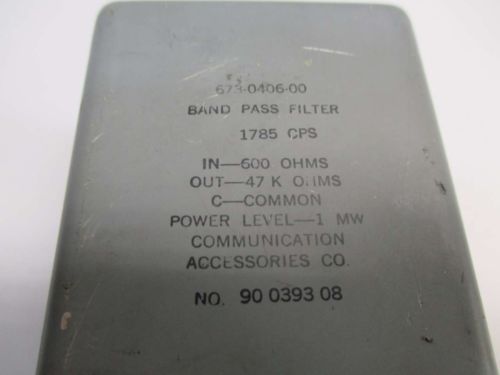 673-0406-00
BAND PASS FILTER
1785 CPS
IN—600 OHMS
OUT—47 K OHMS
C—COMMON
POWER LEVEL—1 MW
COMMUNICATION
ACCESSORIES CO.
NO. 90 0393 08